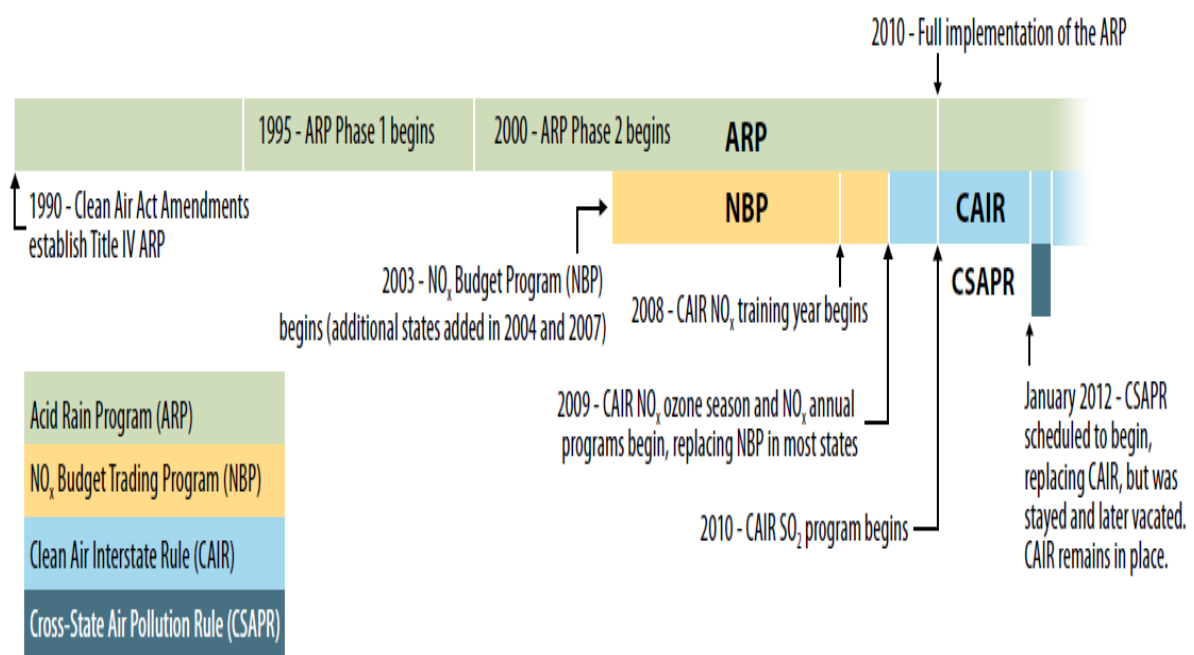 2010 - Full implementation of the ARP
1995 - ARP Phase 1 begins
2000 - ARP Phase 2 begins
ARP
1990 - Clean Air Act Amendments
establish Title IV ARP
NBP
CAIR
2003 - NOx Budget Program (NBP)
begins (additional states added in 2004 and 2007)
2008 - CAIR NOx training year begins
CSAPR
2009 - CAIR NOx ozone season and NOx annual
programs begin, replacing NBP in most states
2010 - CAIR SO2 program begins
January 2012 - CSAPR
scheduled to begin,
replacing CAIR, but was
stayed and later vacated.
CAIR remains in place.
Acid Rain Program (ARP)
NOx Budget Trading Program (NBP)
Clean Air Interstate Rule (CAIR)
Cross-State Air Pollution Rule (CSAPR)